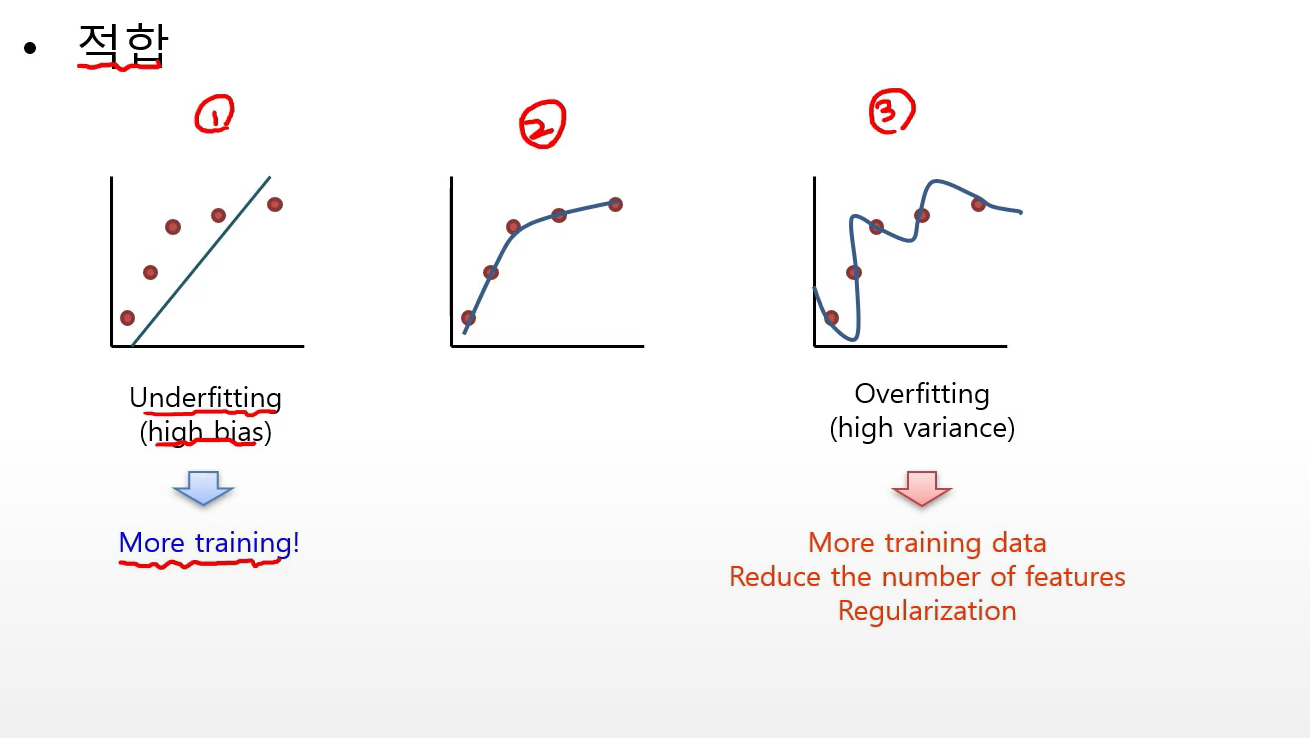 • 적합
① ② ③
Underfitting
(high bias)
More training!
Overfitting
(high variance)
More training data
Reduce the number of features
Regularization